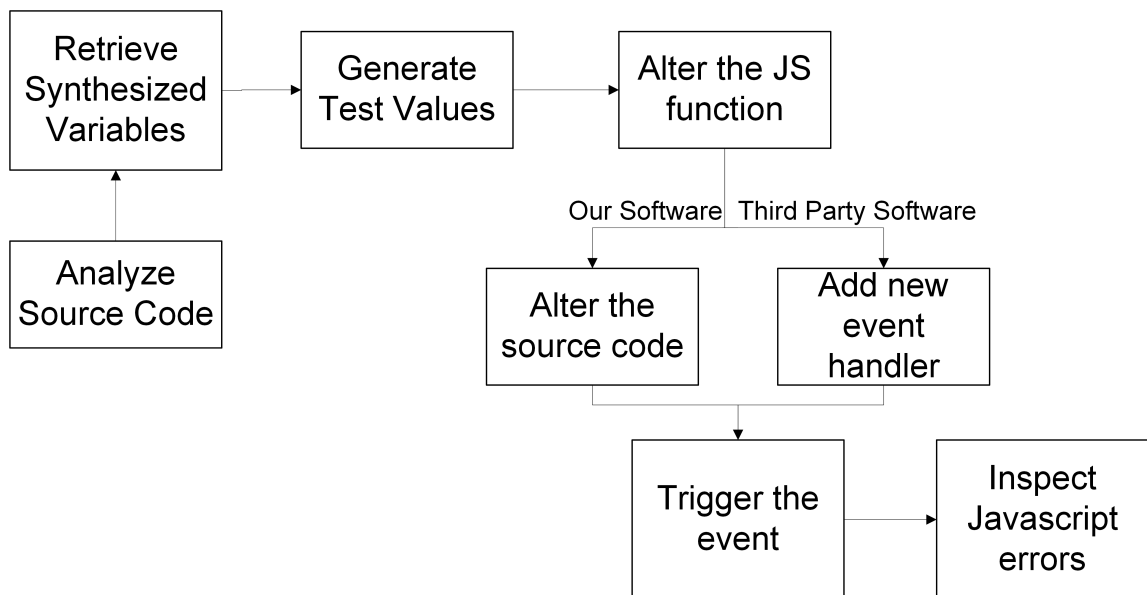 Retrieve
Synthesized
Variables
Generate
Test Values
Alter the JS
function
Our Software
Third Party Software
Analyze
Source Code
Alter the
source code
Add new
event
handler
Trigger the
event
Inspect
Javascript
errors